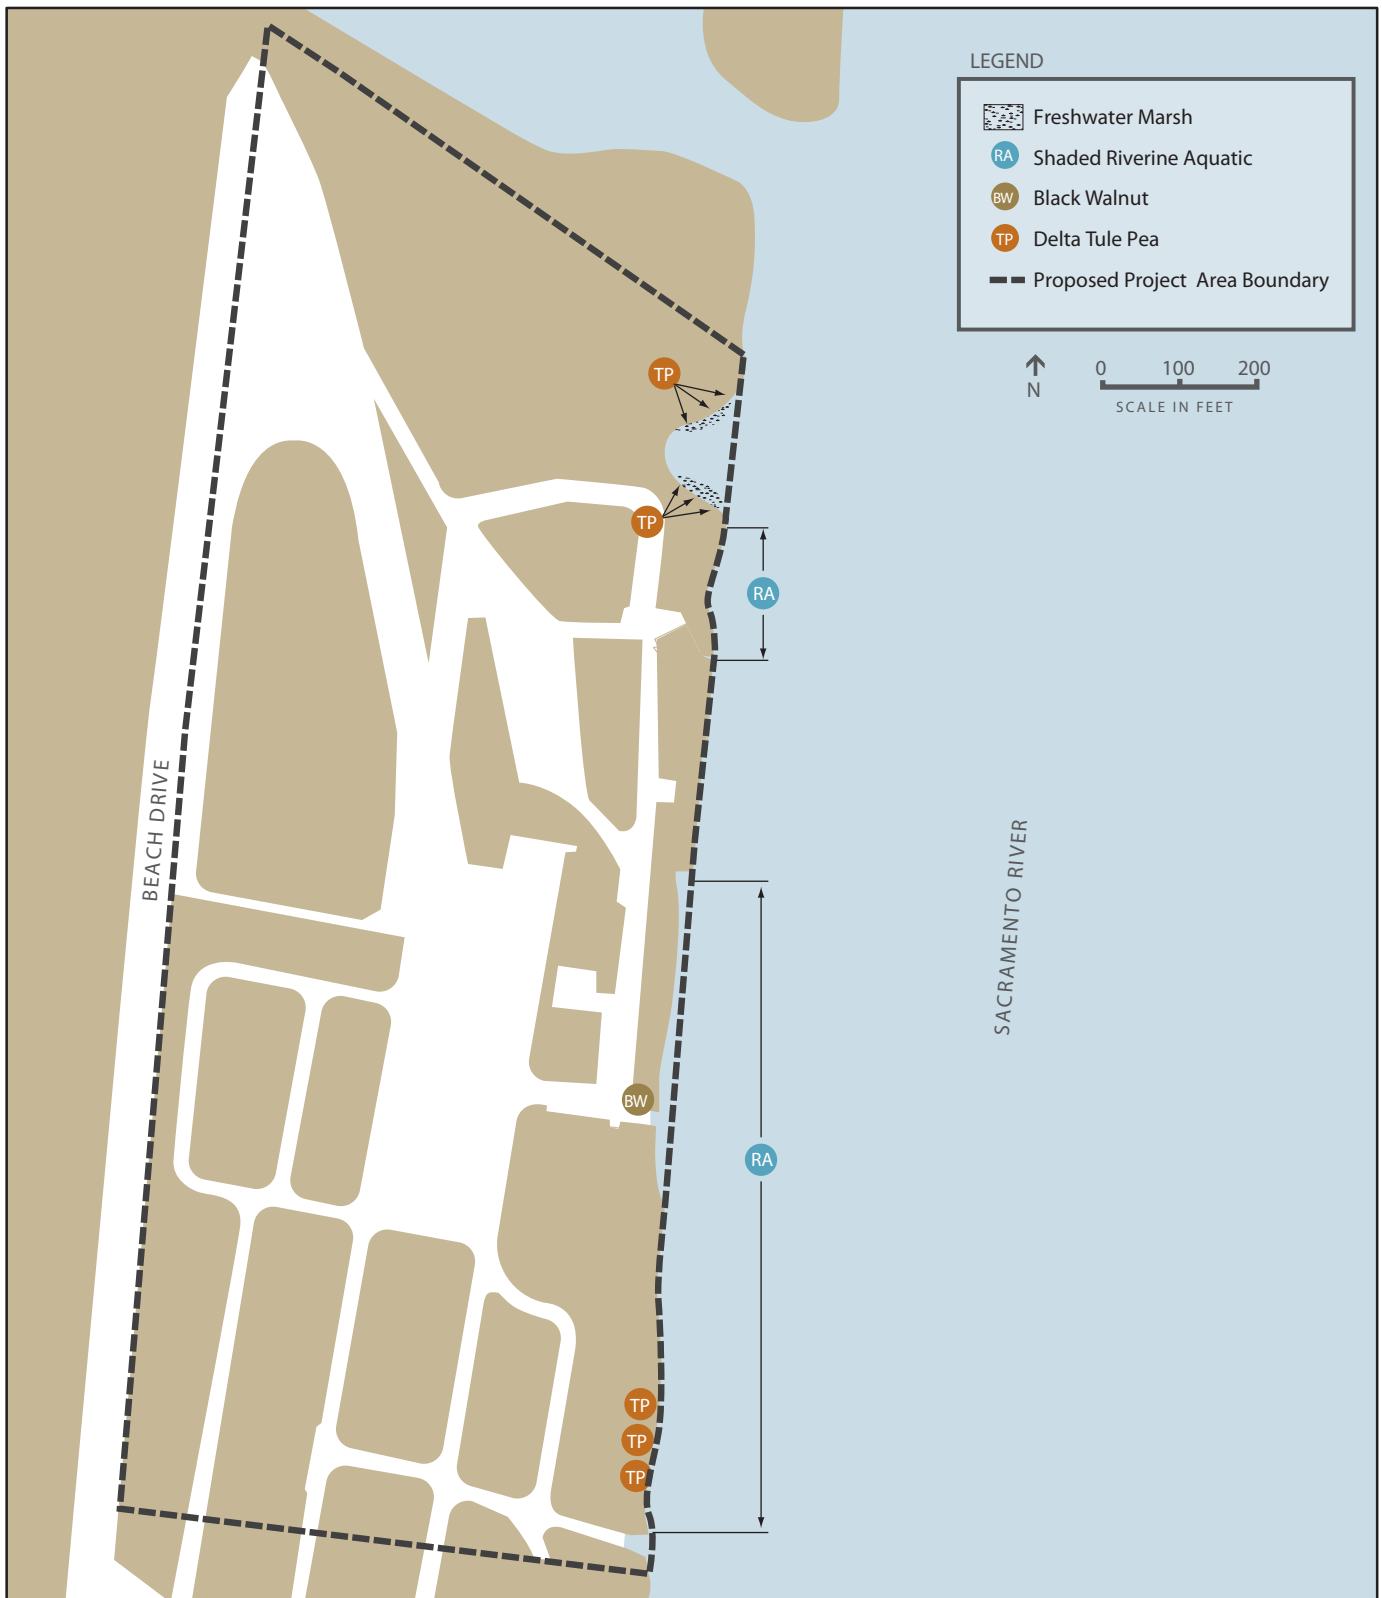 LEGEND
Freshwater Marsh
RA Shaded Riverine Aquatic
BW Black Walnut
TP Delta Tule Pea
Proposed Project Area Boundary
0 100 200
N
SCALE IN FEET
TP
TP
RA
BEACH DRIVE
SACRAMENTO RIVER
BW
RA
TP
TP
TP